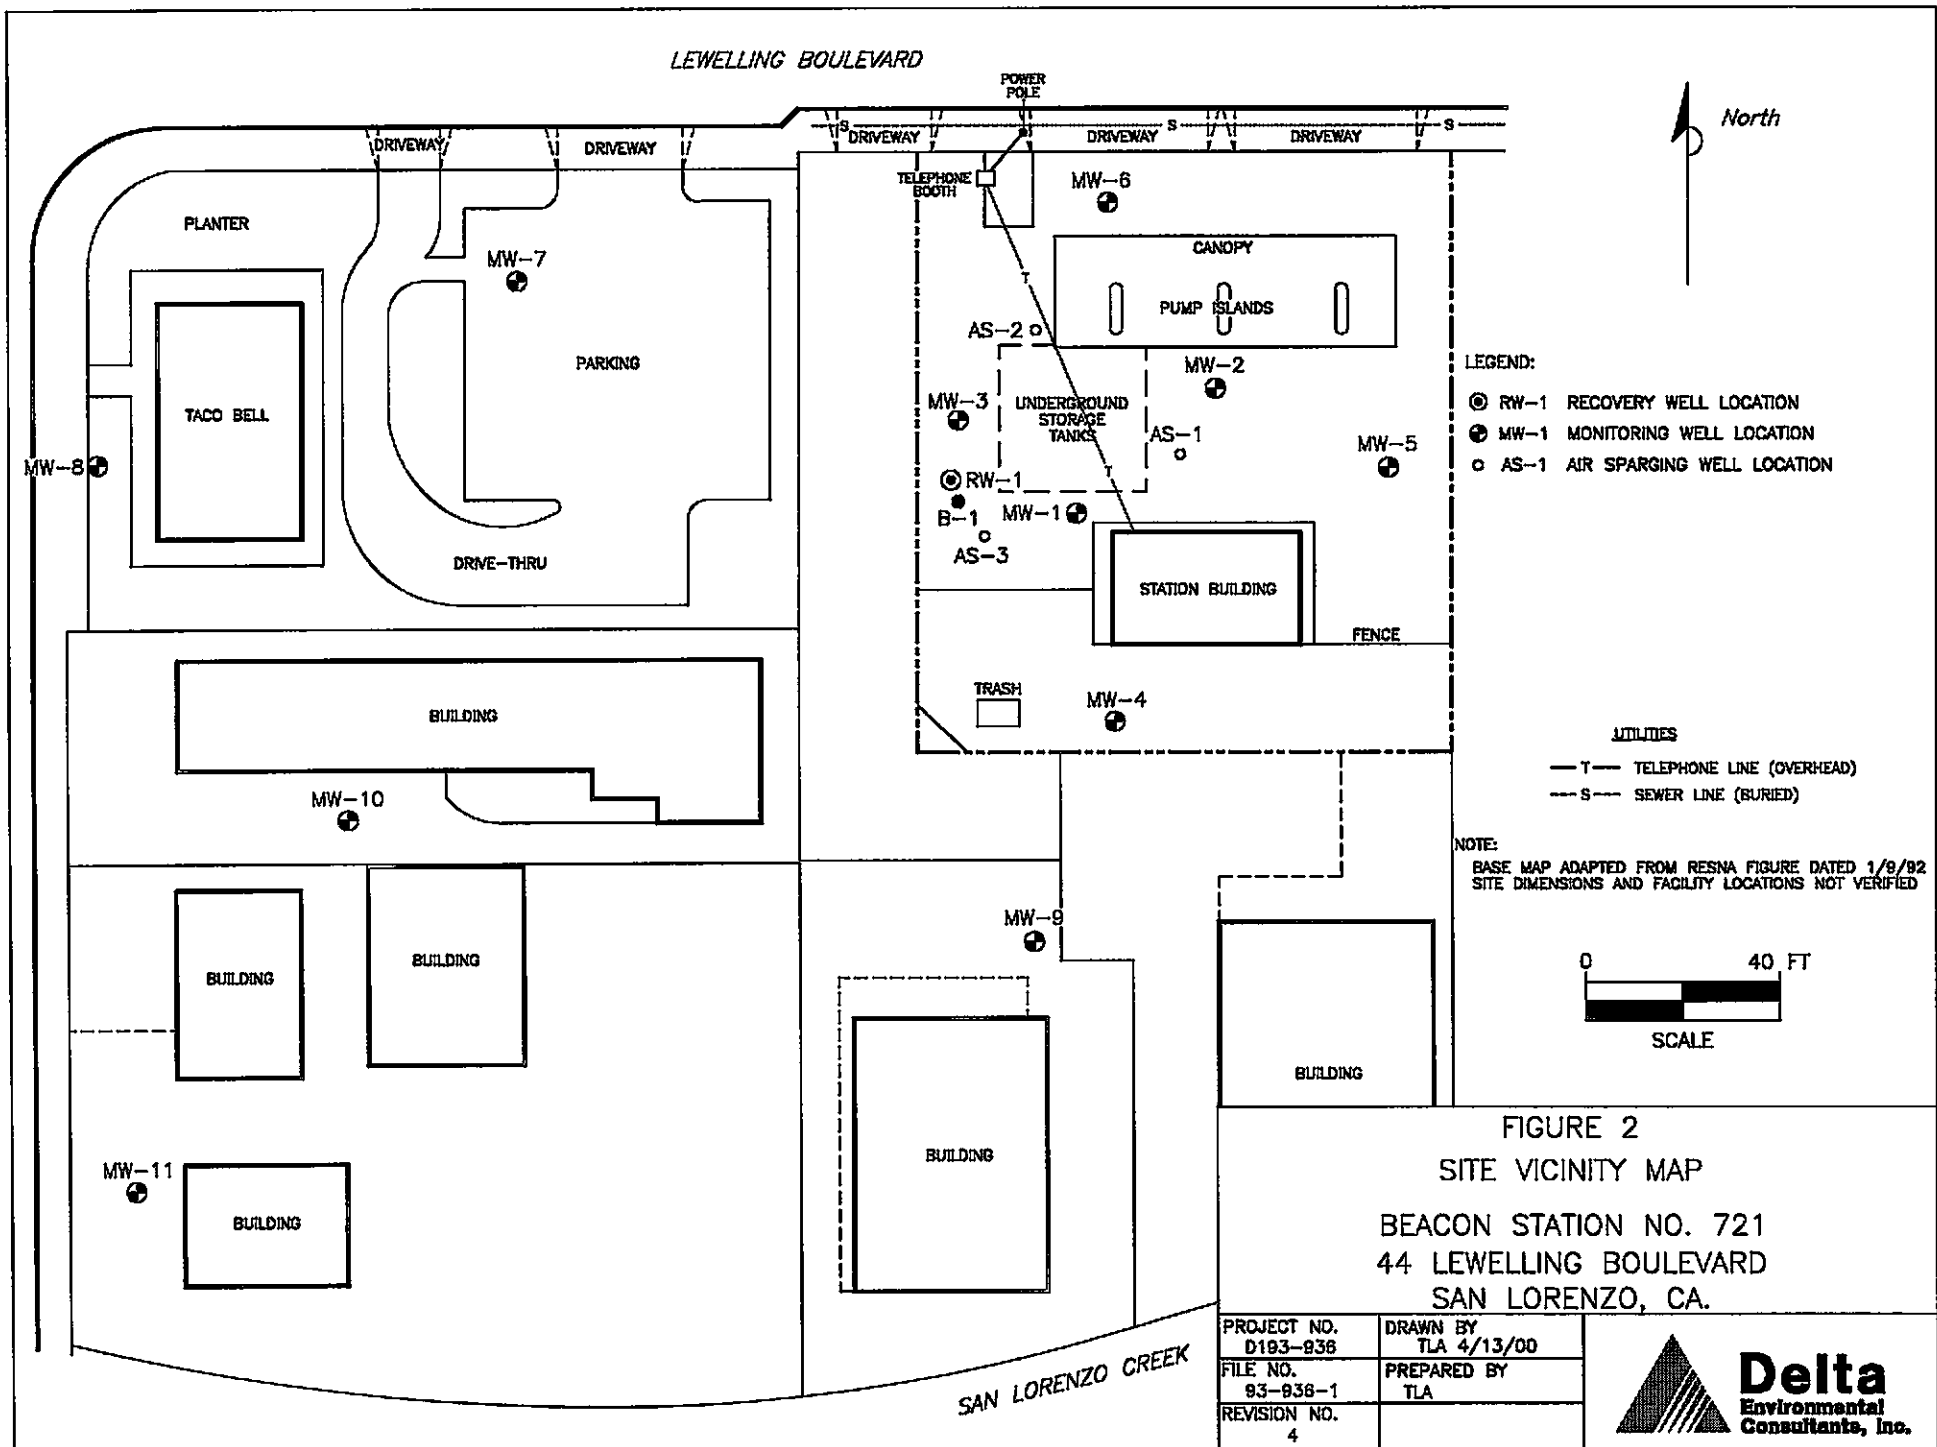 LEWELLING BOULEVARD
POWER
POLE
North
DRIVEWAY
DRIVEWAY
S
DRIVEWAY
DRIVEWAY
S
DRIVEWAY
S
TELEPHONE
BOOTH
MW-6
PLANTER
CANOPY
MW-7
T
PUMP ISLANDS
AS-2
PARKING
MW-2
LEGEND:
TACO BELL
MW-3
UNDERGROUND
STORAGE
TANKS
RW-1 RECOVERY WELL LOCATION
MW-1 MONITORING WELL LOCATION
AS-1 AIR SPARGING WELL LOCATION
AS-1
MW-5
MW-8
T
RW-1
B-1
MW-1
AS-3
DRIVE-THRU
STATION BUILDING
FENCE
TRASH
MW-4
BUILDING
UTILITIES
T TELEPHONE LINE (OVERHEAD)
S SEWER LINE (BURIED)
MW-10
NOTE:
BASE MAP ADAPTED FROM RESNA FIGURE DATED 1/9/92
SITE DIMENSIONS AND FACILITY LOCATIONS NOT VERIFIED
MW-9
BUILDING
BUILDING
0 40 FT
SCALE
BUILDING
BUILDING
MW-11
BUILDING
FIGURE 2
SITE VICINITY MAP
BEACON STATION NO. 721
44 LEWELLING BOULEVARD
SAN LORENZO, CA.
SAN LORENZO CREEK
PROJECT NO.
D193-936
DRAWN BY
TLA 4/13/00
FILE NO.
93-936-1
PREPARED BY
TLA
REVISION NO.
4
Delta
Environmental
Consultants, Inc.